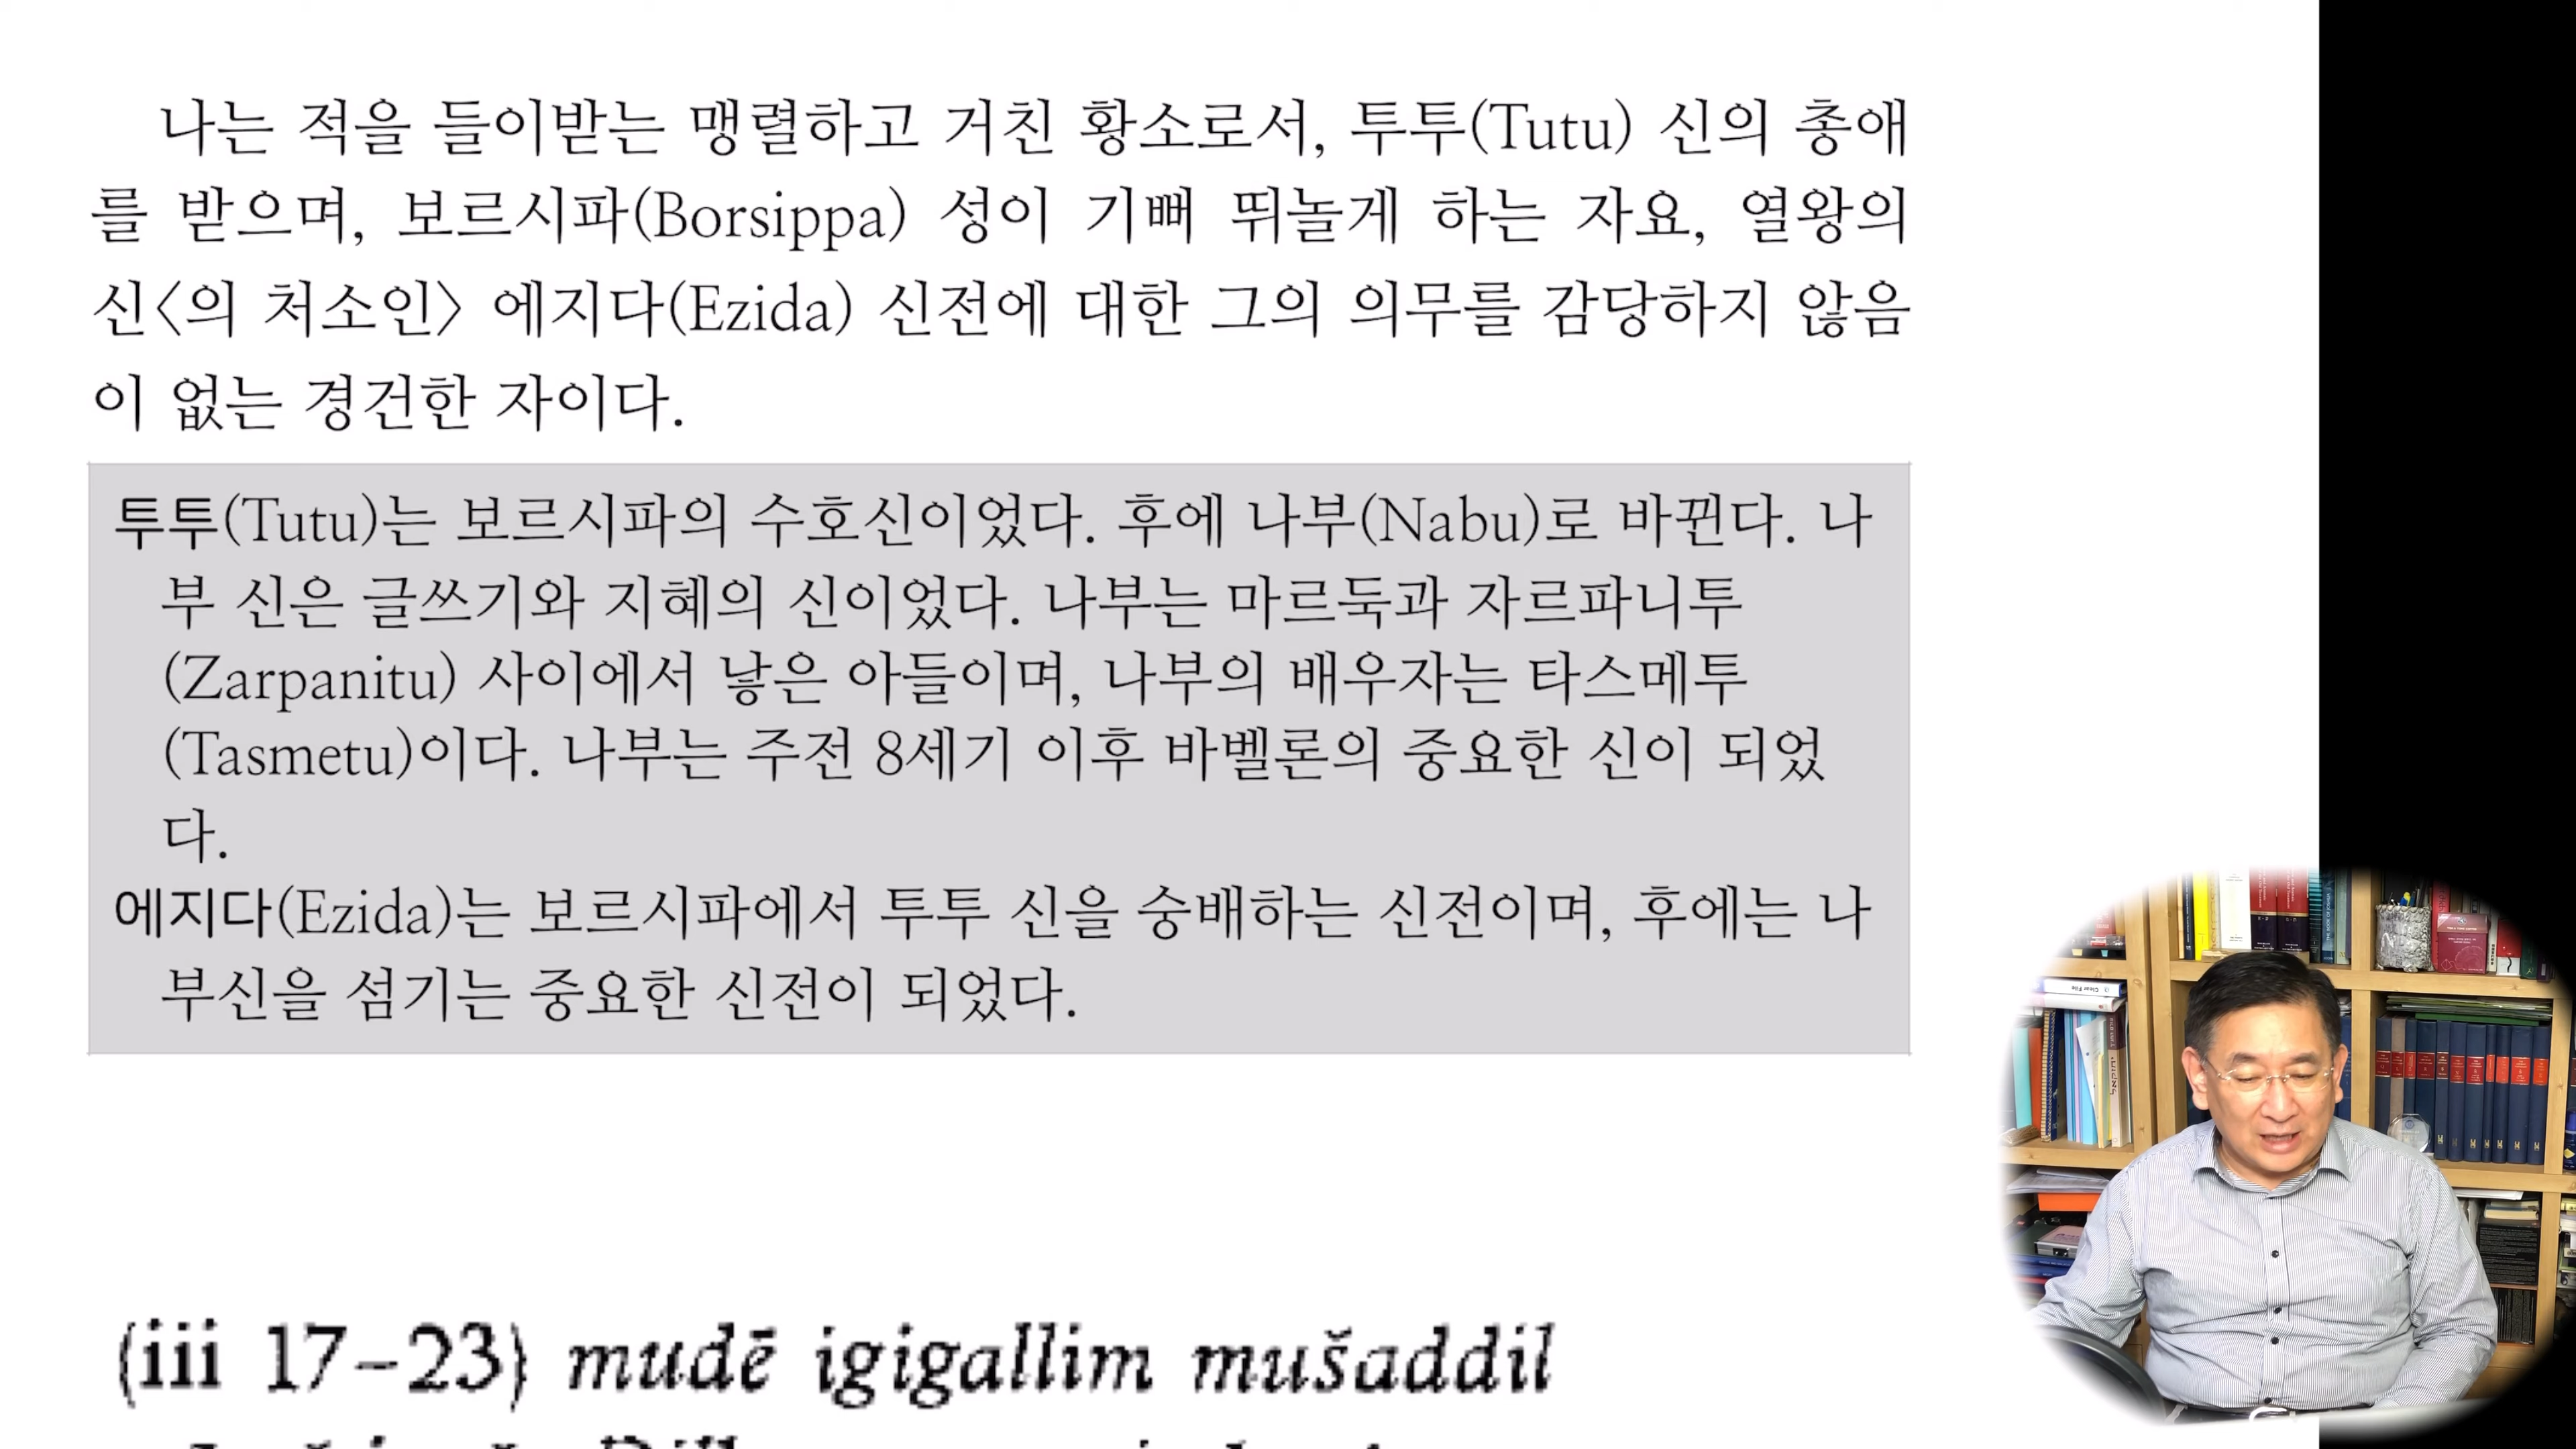 나는 적을 들이받는 맹렬하고 거친 황소로서, 투투(Tutu) 신의 총애
를 받으며, 보르시파(Borsippa) 성이 기뻐 뛰놀게 하는 자요, 열왕의
신〈의 처소인〉 에지다(Ezida) 신전에 대한 그의 의무를 감당하지 않음
이 없는 경건한 자이다.
투투(Tutu)는 보르시파의 수호신이었다. 후에 나부(Nabu)로 바뀐다. 나
부 신은 글쓰기와 지혜의 신이었다. 나부는 마르둑과 자르파니투
(Zarpanitu) 사이에서 낳은 아들이며, 나부의 배우자는 타스메투
(Tasmetu)이다. 나부는 주전 8세기 이후 바벨론의 중요한 신이 되었
다.
에지다(Ezida)는 보르시파에서 투투 신을 숭배하는 신전이며, 후에는 나
부신을 섬기는 중요한 신전이 되었다.
(iii 17–23) mudē igigallim mušaddil